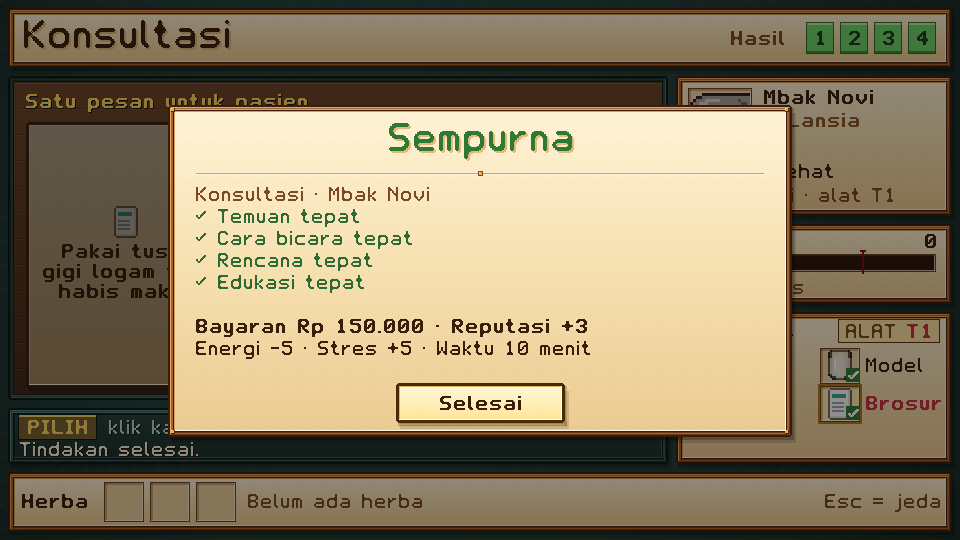 Konsultasi
Hasil 1 2 3 4
Satu pesan untuk pasien
Mbak Novi
Lansia
Sempurna
Konsultasi · Mbak Novi
✓ Temuan tepat
✓ Cara bicara tepat
✓ Rencana tepat
✓ Edukasi tepat
Bayaran Rp 150.000 · Reputasi +3
Energi -5 · Stres +5 · Waktu 10 menit
Selesai
Pakai
gigi logam
habis
· alat T1
0
ALAT T1
Model
Brosur
PILIH klik
Tindakan selesai.
Herba
Belum ada herba
Esc = jeda